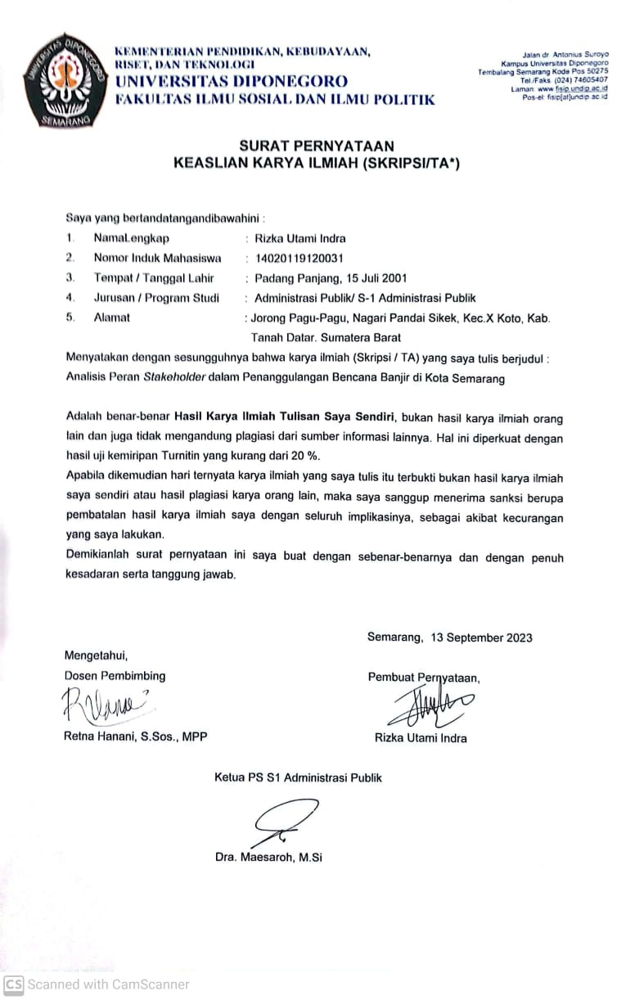 UNIVERSITAS DIPONEGORO
SEMARANG
KEMENTERIAN PENDIDIKAN, KEBUDAYAAN,
RISET, DAN TEKNOLOGI
UNIVERSITAS DIPONEGORO
FAKULTAS ILMU SOSIAL DAN ILMU POLITIK
Jalan dr. Antonius Suroyo
Kampus Universitas Diponegoro
Tembalang Semarang Kode Pos 50275
Tel./Faks. (024) 74605407
Laman: www.fisip.undip.ac.id
Pos-el: fisip[at]undip.ac.id
SURAT PERNYATAAN
KEASLIAN KARYA ILMIAH (SKRIPSI/TA*)
Saya yang bertandatangandibawahini :
1. NamaLengkap : Rizka Utami Indra
2. Nomor Induk Mahasiswa : 14020119120031
3. Tempat / Tanggal Lahir : Padang Panjang, 15 Juli 2001
4. Jurusan / Program Studi : Administrasi Publik/ S-1 Administrasi Publik
5. Alamat : Jorong Pagu-Pagu, Nagari Pandai Sikek, Kec.X Koto, Kab.
Tanah Datar. Sumatera Barat
Menyatakan dengan sesungguhnya bahwa karya ilmiah (Skripsi / TA) yang saya tulis berjudul :
Analisis Peran Stakeholder dalam Penanggulangan Bencana Banjir di Kota Semarang
Adalah benar-benar Hasil Karya Ilmiah Tulisan Saya Sendiri, bukan hasil karya ilmiah orang
lain dan juga tidak mengandung plagiasi dari sumber informasi lainnya. Hal ini diperkuat dengan
hasil uji kemiripan Turnitin yang kurang dari 20 %.
Apabila dikemudian hari ternyata karya ilmiah yang saya tulis itu terbukti bukan hasil karya ilmiah
saya sendiri atau hasil plagiasi karya orang lain, maka saya sanggup menerima sanksi berupa
pembatalan hasil karya ilmiah saya dengan seluruh implikasinya, sebagai akibat kecurangan
yang saya lakukan.
Demikianlah surat pernyataan ini saya buat dengan sebenar-benarnya dan dengan penuh
kesadaran serta tanggung jawab.
Semarang, 13 September 2023
Mengetahui,
Dosen Pembimbing
Pembuat Pernyataan,
Retna Hanani, S.Sos., MPP
Rizka Utami Indra
Ketua PS S1 Administrasi Publik
Dra. Maesaroh, M.Si
CS Scanned with CamScanner